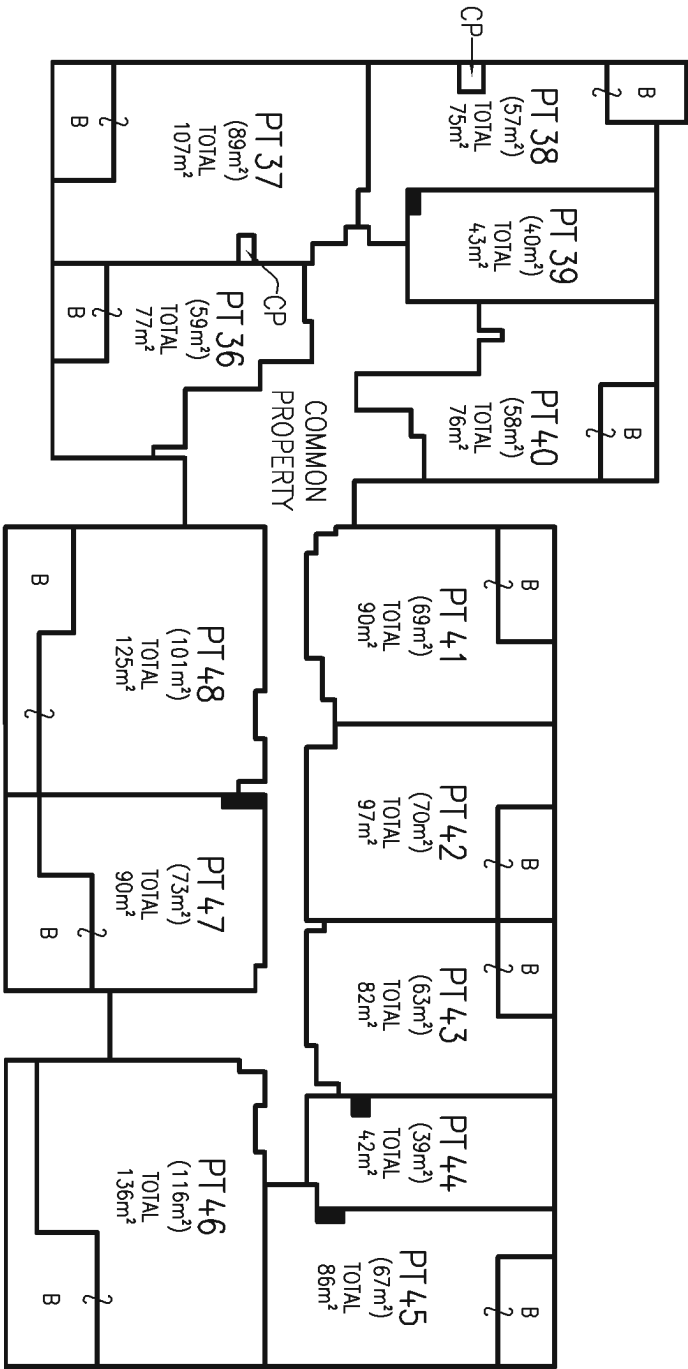 CP
B
PT 38
(57m²)
TOTAL
75m²
PT 37
(89m²)
TOTAL
107m²
B
PT 39
(40m²)
TOTAL
43m²
CP
PT 36
(59m²)
TOTAL
77m²
B
PT 40
(58m²)
TOTAL
76m²
B
COMMON
PROPERTY
PT 41
(69m²)
TOTAL
90m²
B
PT 48
(101m²)
TOTAL
125m²
B
PT 42
(70m²)
TOTAL
97m²
B
PT 47
(73m²)
TOTAL
90m²
B
PT 43
(63m²)
TOTAL
82m²
B
PT 44
(39m²)
TOTAL
42m²
PT 46
(116m²)
TOTAL
136m²
B
PT 45
(67m²)
TOTAL
86m²
B